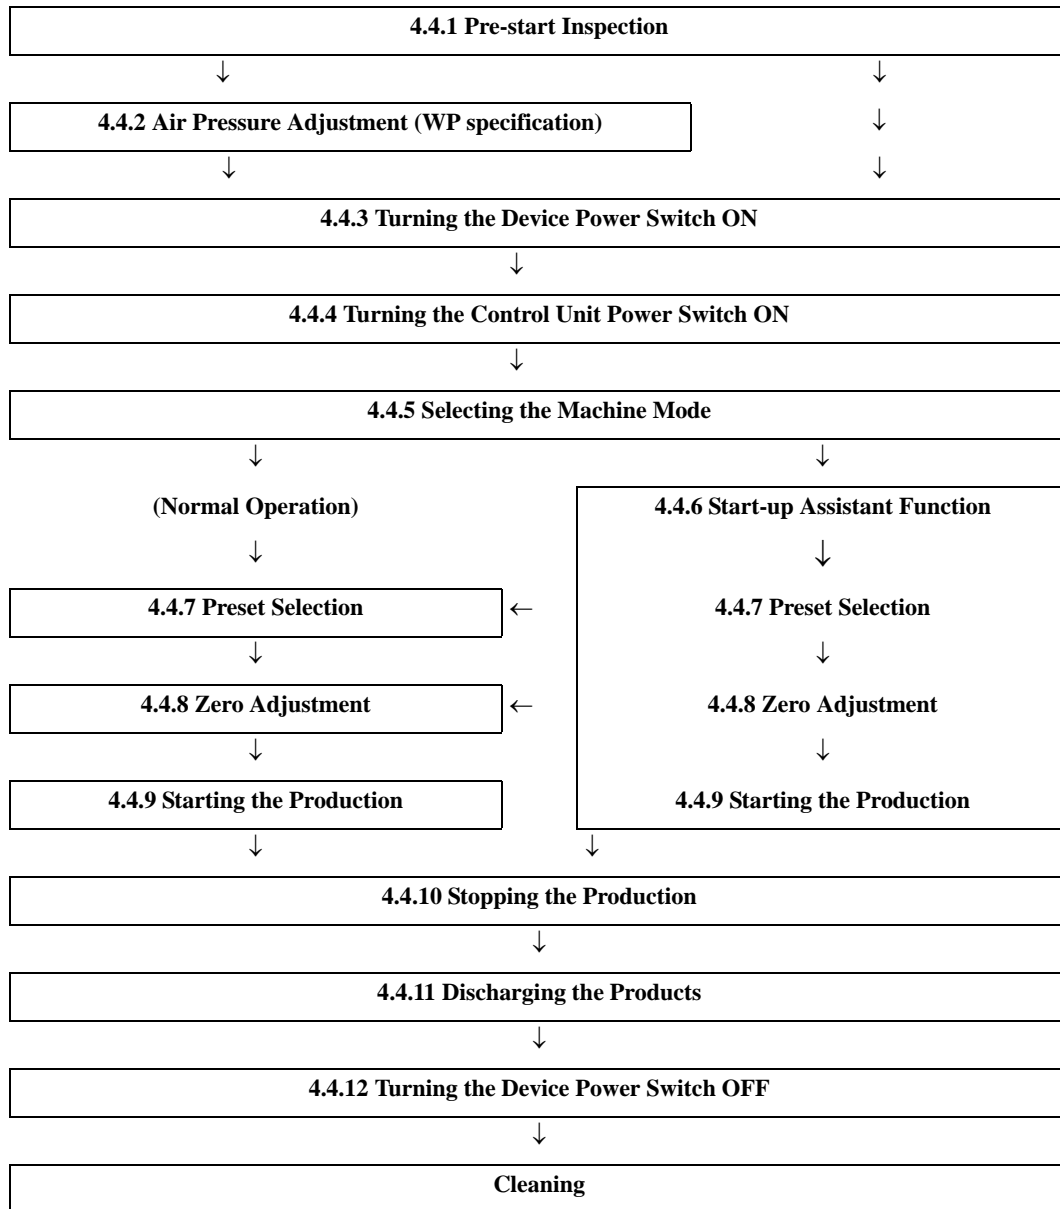 4.4.1 Pre-start Inspection
↓ ↓
4.4.2 Air Pressure Adjustment (WP specification) ↓
↓ ↓
4.4.3 Turning the Device Power Switch ON
↓
4.4.4 Turning the Control Unit Power Switch ON
↓
4.4.5 Selecting the Machine Mode
↓ ↓
(Normal Operation) 4.4.6 Start-up Assistant Function
↓ ↓
4.4.7 Preset Selection ← 4.4.7 Preset Selection
↓ ↓
4.4.8 Zero Adjustment ← 4.4.8 Zero Adjustment
↓ ↓
4.4.9 Starting the Production 4.4.9 Starting the Production
↓ ↓
4.4.10 Stopping the Production
↓
4.4.11 Discharging the Products
↓
4.4.12 Turning the Device Power Switch OFF
↓
Cleaning